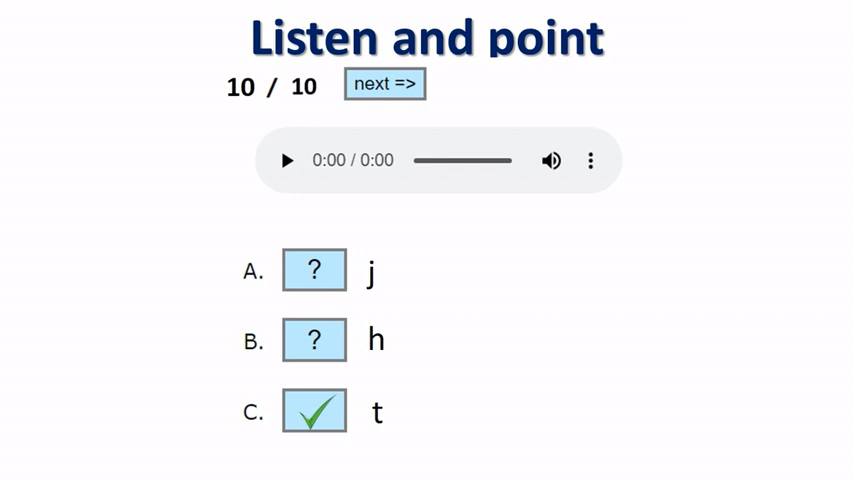 Listen and point
10 / 10 next =>
0:00 / 0:00
A. ? j
B. ? h
C. t